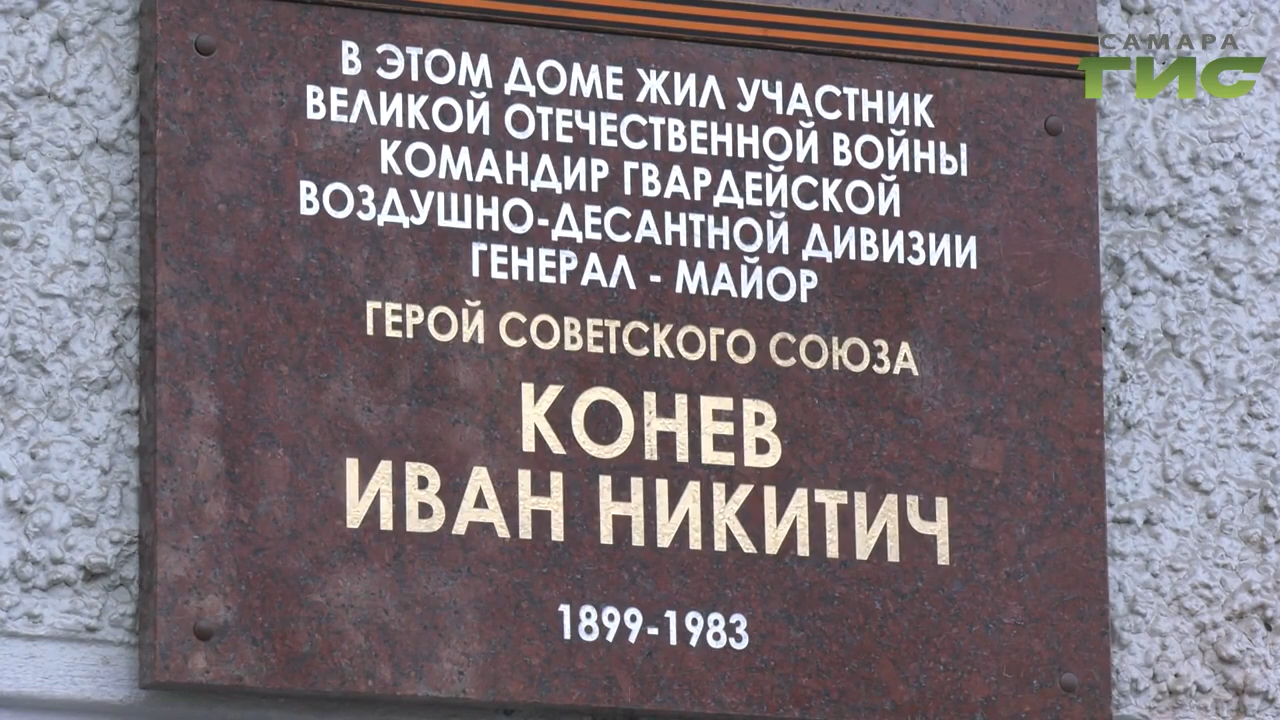 САМАРА
ГИС
В ЭТОМ ДОМЕ ЖИЛ УЧАСТНИК
ВЕЛИКОЙ ОТЕЧЕСТВЕННОЙ ВОЙНЫ
КОМАНДИР ГВАРДЕЙСКОЙ
ВОЗДУШНО-ДЕСАНТНОЙ ДИВИЗИИ
ГЕНЕРАЛ - МАЙОР
ГЕРОЙ СОВЕТСКОГО СОЮЗА
КОНЕВ
ИВАН НИКИТИЧ
1899-1983